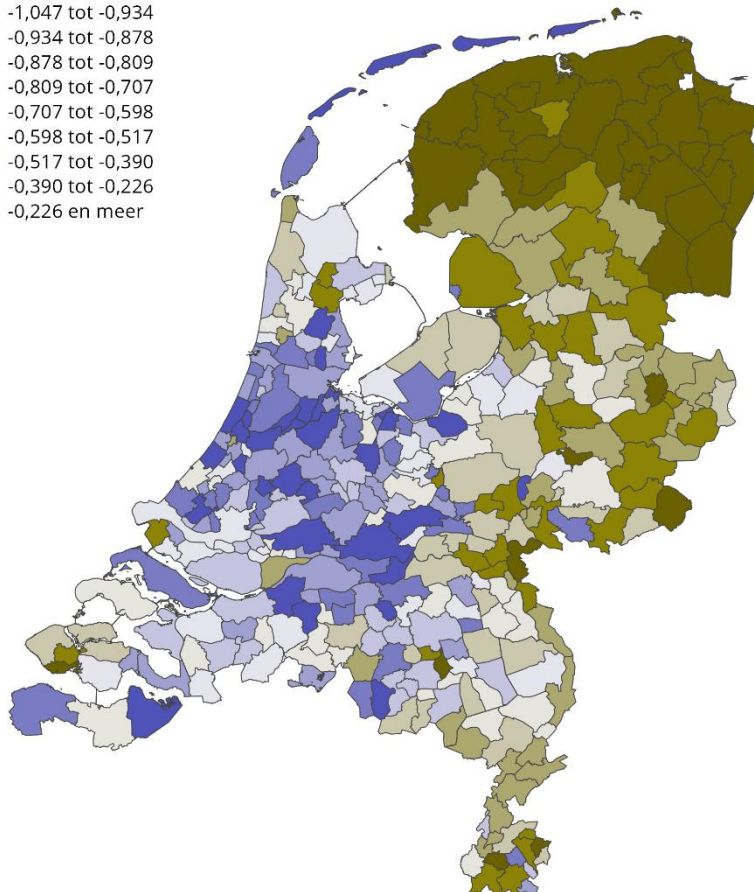 -1,047 tot -0,934
-0,934 tot -0,878
-0,878 tot -0,809
-0,809 tot -0,707
-0,707 tot -0,598
-0,598 tot -0,517
-0,517 tot -0,390
-0,390 tot -0,226
-0,226 en meer